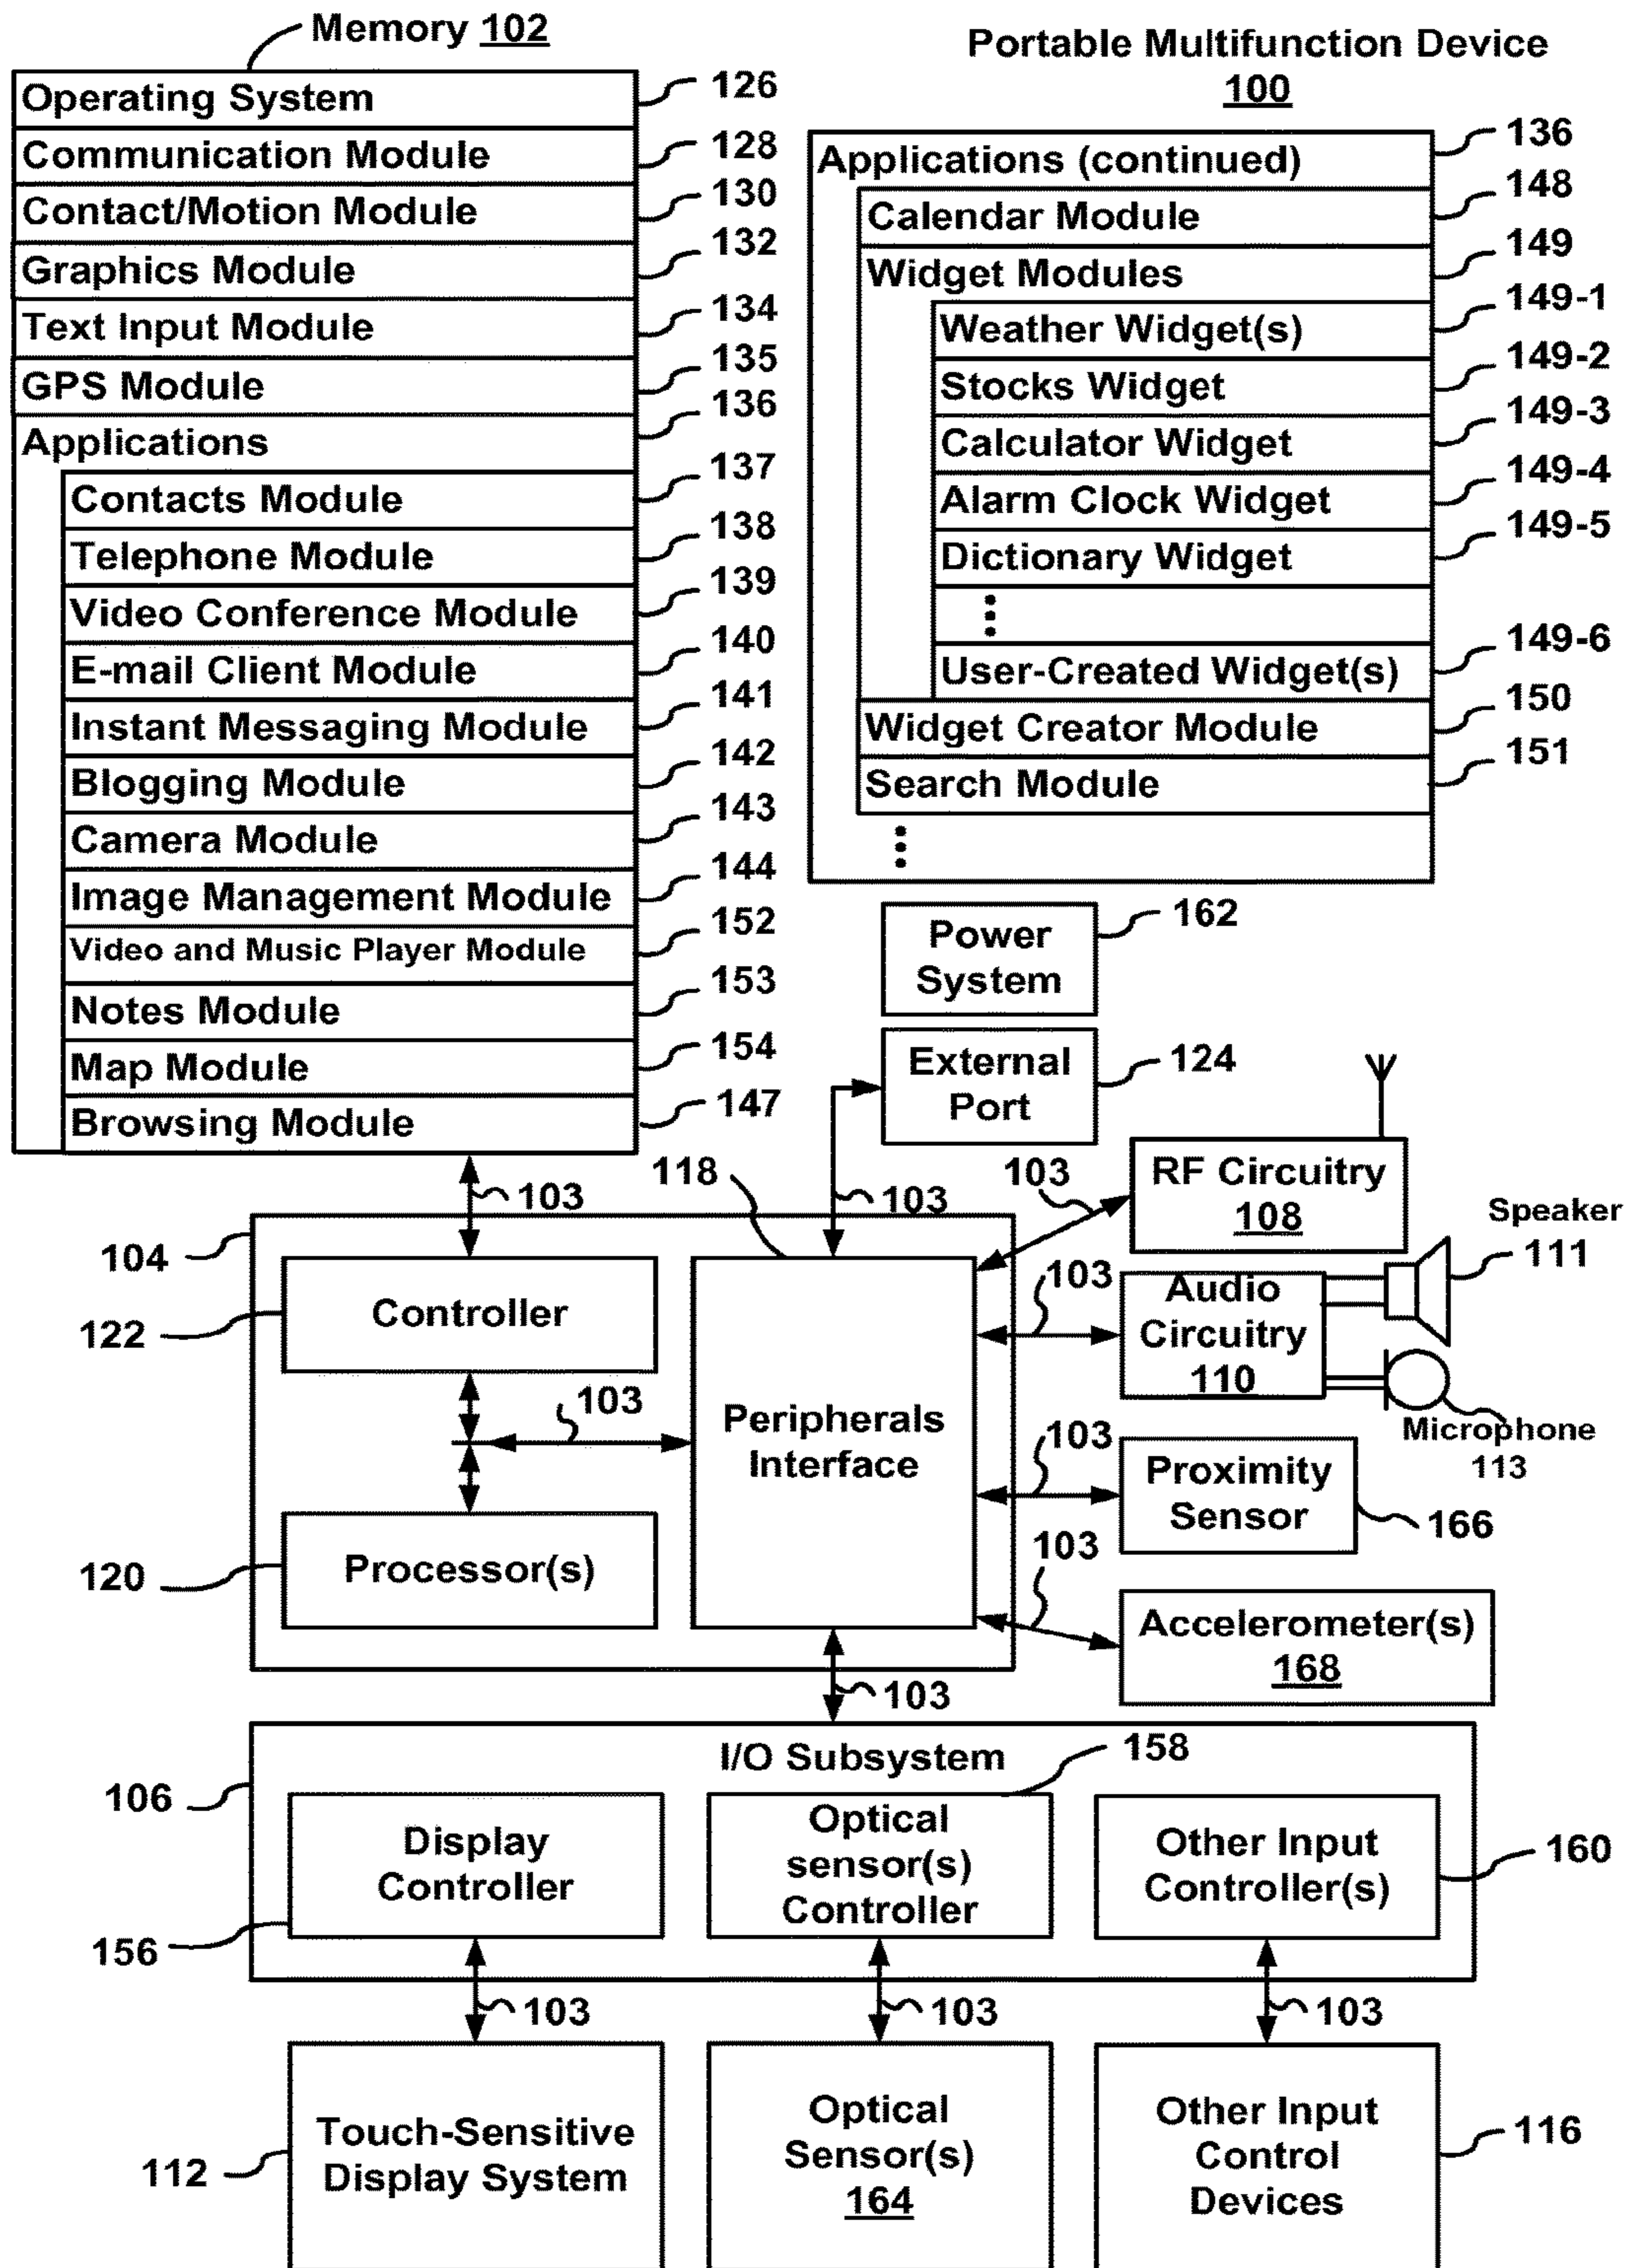 Memory 102
Operating System 126
Communication Module 128
Contact/Motion Module 130
Graphics Module 132
Text Input Module 134
GPS Module 135
Applications 136
Contacts Module 137
Telephone Module 138
Video Conference Module 139
E-mail Client Module 140
Instant Messaging Module 141
Blogging Module 142
Camera Module 143
Image Management Module 144
Video and Music Player Module 152
Notes Module 153
Map Module 154
Browsing Module 147
Portable Multifunction Device
100
Applications (continued) 136
Calendar Module 148
Widget Modules 149
Weather Widget(s) 149-1
Stocks Widget 149-2
Calculator Widget 149-3
Alarm Clock Widget 149-4
Dictionary Widget 149-5
User-Created Widget(s) 149-6
Widget Creator Module 150
Search Module 151
Power
System
162
External
Port
124
103
118
103
103
RF Circuitry
108
Speaker
111
104
Controller
122
103
Audio
Circuitry
110
Microphone
113
103
Peripherals
Interface
103
Proximity
Sensor
166
Processor(s)
120
103
Accelerometer(s)
168
103
I/O Subsystem
106
158
Display
Controller
156
Optical
sensor(s)
Controller
Other Input
Controller(s)
160
103
103
103
Touch-Sensitive
Display System
112
Optical
Sensor(s)
164
Other Input
Control
Devices
116